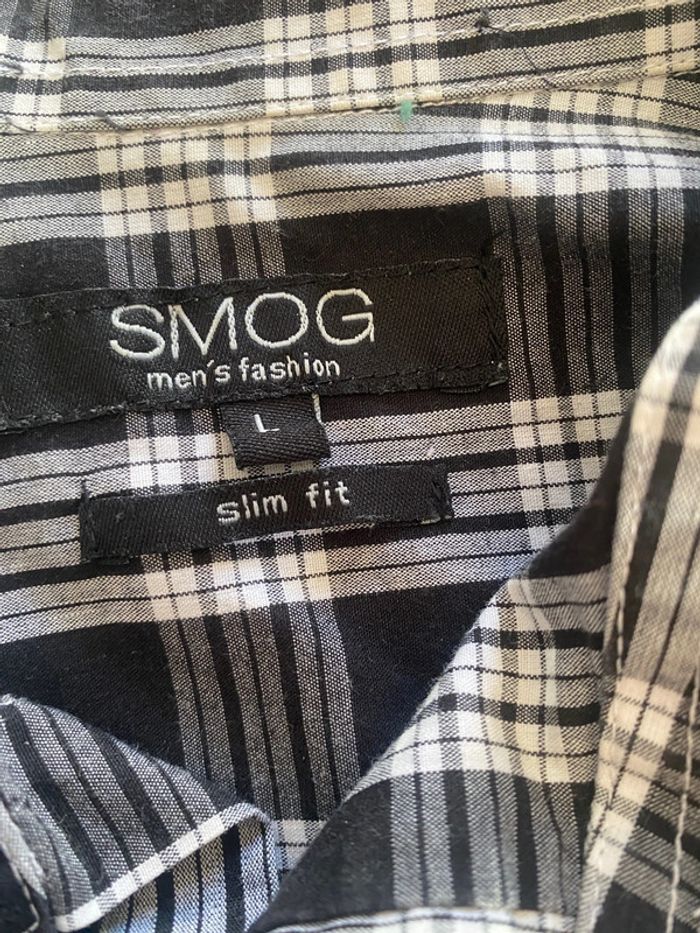 SMOG
men's fashion
L
slim fit